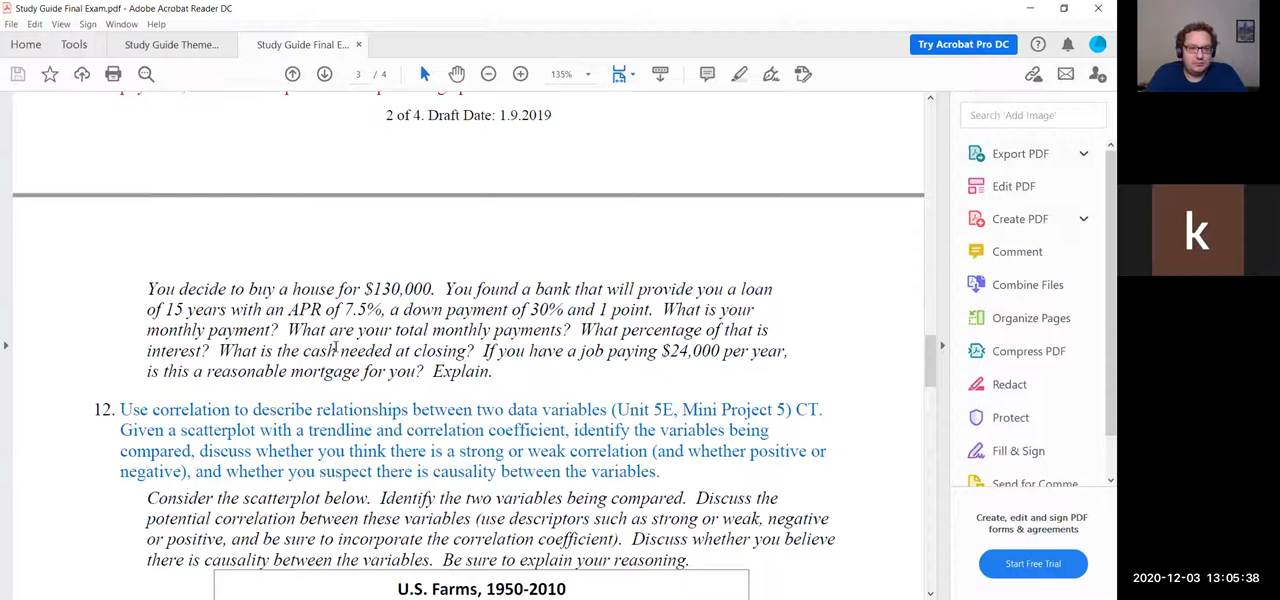 Study Guide Final Exam.pdf - Adobe Acrobat Reader DC
File Edit View Sign Window Help
Home Tools Study Guide Theme... Study Guide Final E... ×
Try Acrobat Pro DC
3 / 4
135%
2 of 4. Draft Date: 1.9.2019
You decide to buy a house for $130,000. You found a bank that will provide you a loan
of 15 years with an APR of 7.5%, a down payment of 30% and 1 point. What is your
monthly payment? What are your total monthly payments? What percentage of that is
interest? What is the cash needed at closing? If you have a job paying $24,000 per year,
is this a reasonable mortgage for you? Explain.
12. Use correlation to describe relationships between two data variables (Unit 5E, Mini Project 5) CT.
Given a scatterplot with a trendline and correlation coefficient, identify the variables being
compared, discuss whether you think there is a strong or weak correlation (and whether positive or
negative), and whether you suspect there is causality between the variables.
Consider the scatterplot below. Identify the two variables being compared. Discuss the
potential correlation between these variables (use descriptors such as strong or weak, negative
or positive, and be sure to incorporate the correlation coefficient). Discuss whether you believe
there is causality between the variables. Be sure to explain your reasoning.
U.S. Farms, 1950-2010
Search 'Add Image'
Export PDF
Edit PDF
Create PDF
Comment
Combine Files
Organize Pages
Compress PDF
Redact
Protect
Fill & Sign
Send for Comme
Create, edit and sign PDF
forms & agreements
Start Free Trial
k
2020-12-03 13:05:38